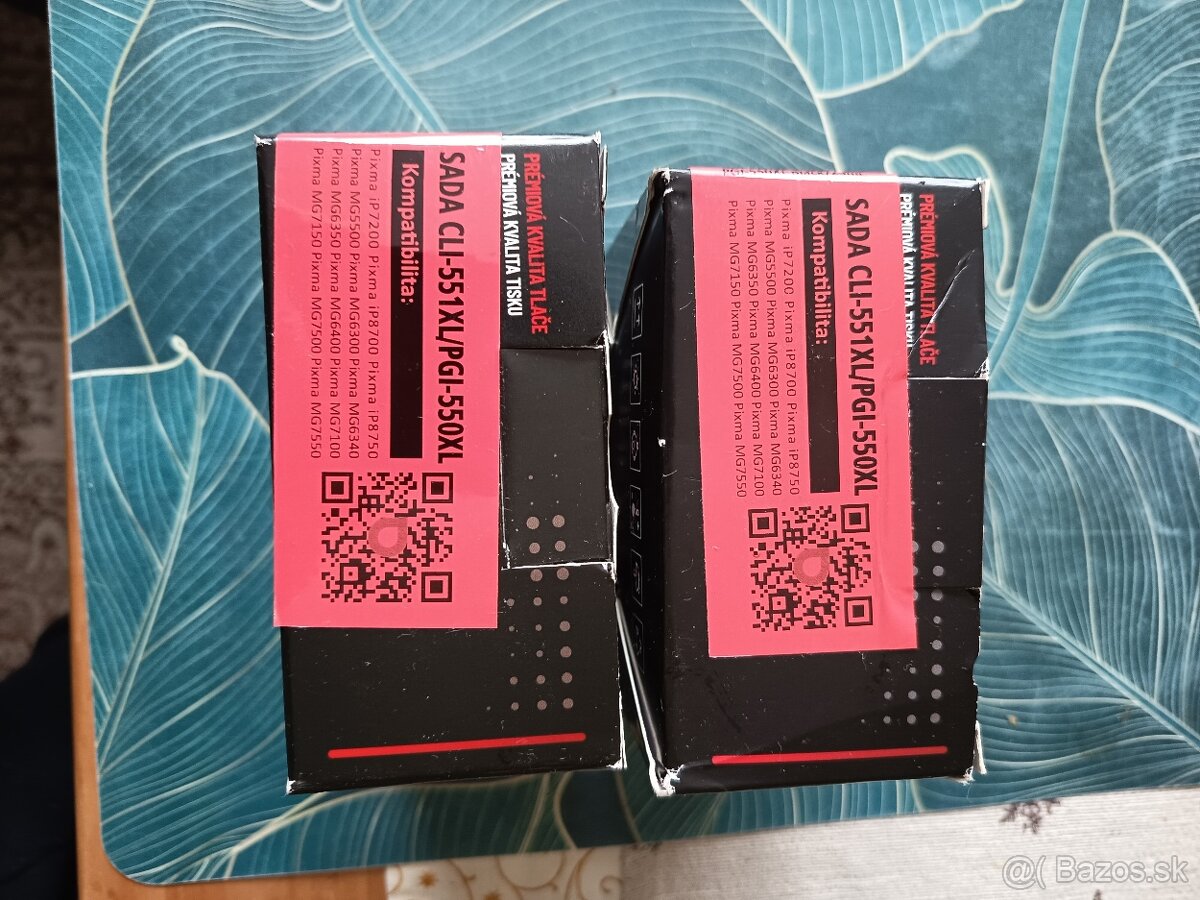 PRÉMIOVÁ KVALITA TLAČE
PRÉMIOVÁ KVALITA TISKU
SADA CLI-551XL/PGI-550XL
Kompatibilita:
Pixma iP7200 Pixma iP8700 Pixma iP8750
Pixma MG5500 Pixma MG6300 Pixma MG6340
Pixma MG6350 Pixma MG6400 Pixma MG7100
Pixma MG7150 Pixma MG7500 Pixma MG7550
PRÉMIOVÁ KVALITA TLAČE
PRÉMIOVÁ KVALITA TISKU
SADA CLI-551XL/PGI-550XL
Kompatibilita:
Pixma iP7200 Pixma iP8700 Pixma iP8750
Pixma MG5500 Pixma MG6300 Pixma MG6340
Pixma MG6350 Pixma MG6400 Pixma MG7100
Pixma MG7150 Pixma MG7500 Pixma MG7550
@( Bazos.sk